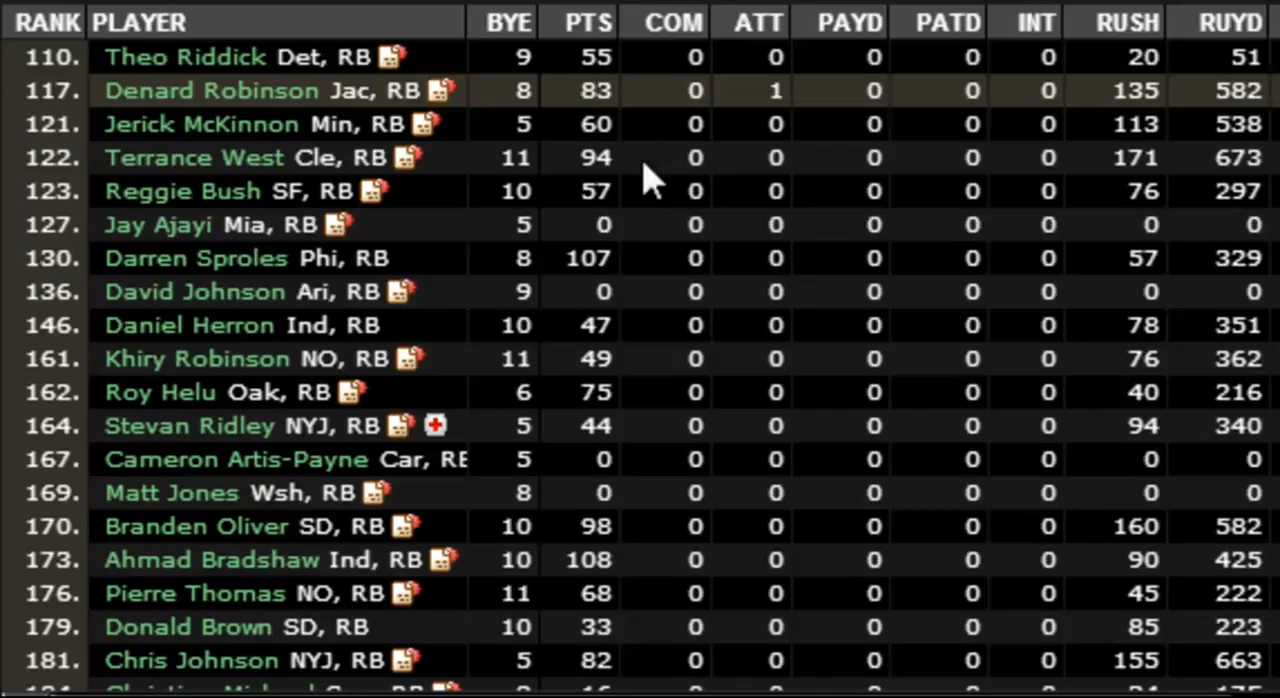 RANK PLAYER BYE PTS COM ATT PAYD PATD INT RUSH RUYD
110. Theo Riddick Det, RB 9 55 0 0 0 0 0 20 51
117. Denard Robinson Jac, RB 8 83 0 1 0 0 0 135 582
121. Jerick McKinnon Min, RB 5 60 0 0 0 0 0 113 538
122. Terrance West Cle, RB 11 94 0 0 0 0 0 171 673
123. Reggie Bush SF, RB 10 57 0 0 0 0 0 76 297
127. Jay Ajayi Mia, RB 5 0 0 0 0 0 0 0 0
130. Darren Sproles Phi, RB 8 107 0 0 0 0 0 57 329
136. David Johnson Ari, RB 9 0 0 0 0 0 0 0 0
146. Daniel Herron Ind, RB 10 47 0 0 0 0 0 78 351
161. Khiry Robinson NO, RB 11 49 0 0 0 0 0 76 362
162. Roy Helu Oak, RB 6 75 0 0 0 0 0 40 216
164. Stevan Ridley NYJ, RB 5 44 0 0 0 0 0 94 340
167. Cameron Artis-Payne Car, RB 5 0 0 0 0 0 0 0 0
169. Matt Jones Wsh, RB 8 0 0 0 0 0 0 0 0
170. Branden Oliver SD, RB 10 98 0 0 0 0 0 160 582
173. Ahmad Bradshaw Ind, RB 10 108 0 0 0 0 0 90 425
176. Pierre Thomas NO, RB 11 68 0 0 0 0 0 45 222
179. Donald Brown SD, RB 10 33 0 0 0 0 0 85 223
181. Chris Johnson NYJ, RB 5 82 0 0 0 0 0 155 663